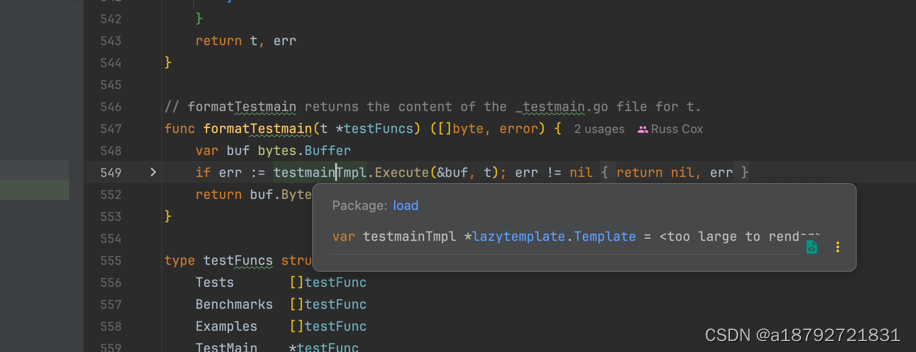 542 }
543 return t, err
544 }
545
546 // formatTestmain returns the content of the _testmain.go file for t.
547 func formatTestmain(t *testFuncs) ([]byte, error) { 2 usages Russ Cox
548 var buf bytes.Buffer
549 if err := testmainTmpl.Execute(&buf, t); err != nil { return nil, err }
552 return buf.Byte
553 }
Package: load
var testmainTmpl *lazytemplate.Template = <too large to render>
554
555 type testFuncs stru
556 Tests []testFunc
557 Benchmarks []testFunc
558 Examples []testFunc
559 TestMain *testFunc
CSDN @a18792721831